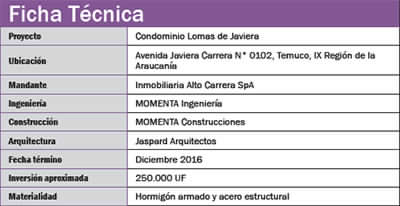 Ficha Técnica
Proyecto Condominio Lomas de Javiera
Ubicación Avenida Javiera Carrera N° 0102, Temuco, IX Región de la
Araucanía
Mandante Inmobiliaria Alto Carrera SpA
Ingeniería MOMENTA Ingeniería
Construcción MOMENTA Construcciones
Arquitectura Jaspard Arquitectos
Fecha término Diciembre 2016
Inversión aproximada 250.000 UF
Materialidad Hormigón armado y acero estructural